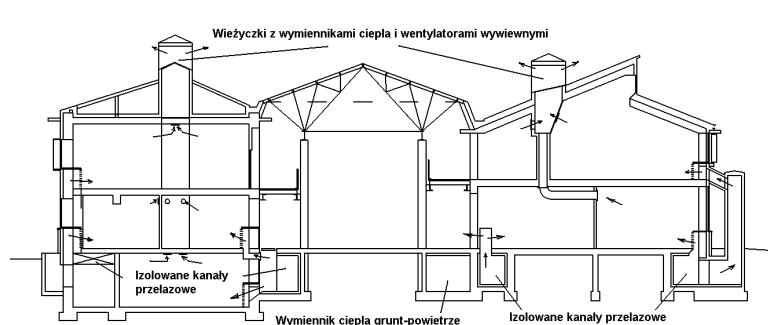 Wieżyczki z wymiennikami ciepła i wentylatorami wywiewnymi
Izolowane kanały
przelazowe
Izolowane kanały przelazowe
Wymiennik ciepła grunt-powietrze